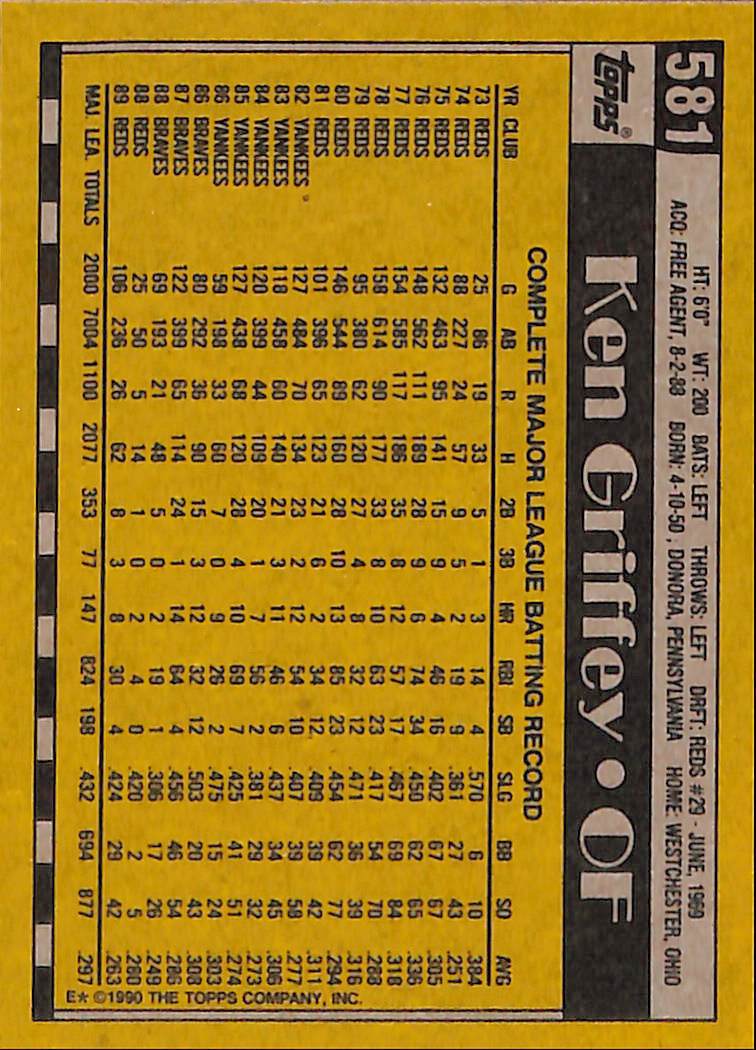 581
HT: 6'0" WT: 200 BATS: LEFT THROWS: LEFT DRFT: REDS #29 - JUNE, 1969
ACQ: FREE AGENT, 8-2-88 BORN: 4-10-50, DONORA, PENNSYLVANIA HOME: WESTCHESTER, OHIO
topps®
Ken Griffey • OF
COMPLETE MAJOR LEAGUE BATTING RECORD
YR CLUB G AB R H 2B 3B HR RBI SB SLG BB SO AVG
73 REDS 25 86 19 33 5 1 3 14 4 .570 6 10 .384
74 REDS 88 227 24 57 9 5 2 19 9 .361 27 43 .251
75 REDS 132 463 95 141 15 9 4 46 16 .402 67 67 .305
76 REDS 148 562 111 189 28 9 6 74 34 .450 62 65 .336
77 REDS 154 585 117 186 35 8 12 57 17 .467 69 84 .318
78 REDS 158 614 90 177 33 8 10 63 23 .417 54 70 .288
79 REDS 95 380 62 120 27 4 8 32 12 .471 36 39 .316
80 REDS 146 544 89 160 28 10 13 85 23 .454 62 77 .294
81 REDS 101 396 65 123 21 6 2 34 12 .409 39 42 .311
82 YANKEES 127 484 70 134 23 2 12 54 10 .407 39 58 .277
83 YANKEES 118 458 60 140 21 3 11 46 6 .437 34 45 .306
84 YANKEES 120 399 44 109 20 1 7 56 2 .381 29 32 .273
85 YANKEES 127 438 68 120 28 4 10 69 7 .425 41 51 .274
86 YANKEES 59 198 33 60 7 0 9 26 2 .475 15 24 .303
86 BRAVES 80 292 36 90 15 3 12 32 12 .503 20 43 .308
87 BRAVES 122 399 65 114 24 1 14 64 4 .456 46 54 .286
88 BRAVES 69 193 21 48 5 0 2 19 1 .306 17 26 .249
88 REDS 25 50 5 14 1 0 2 4 0 .420 2 5 .280
89 REDS 106 236 26 62 8 3 8 30 4 .424 29 42 .263
MAJ. LEA. TOTALS 2000 7004 1100 2077 353 77 147 824 198 .432 694 877 .297
E* ©1990 THE TOPPS COMPANY, INC.